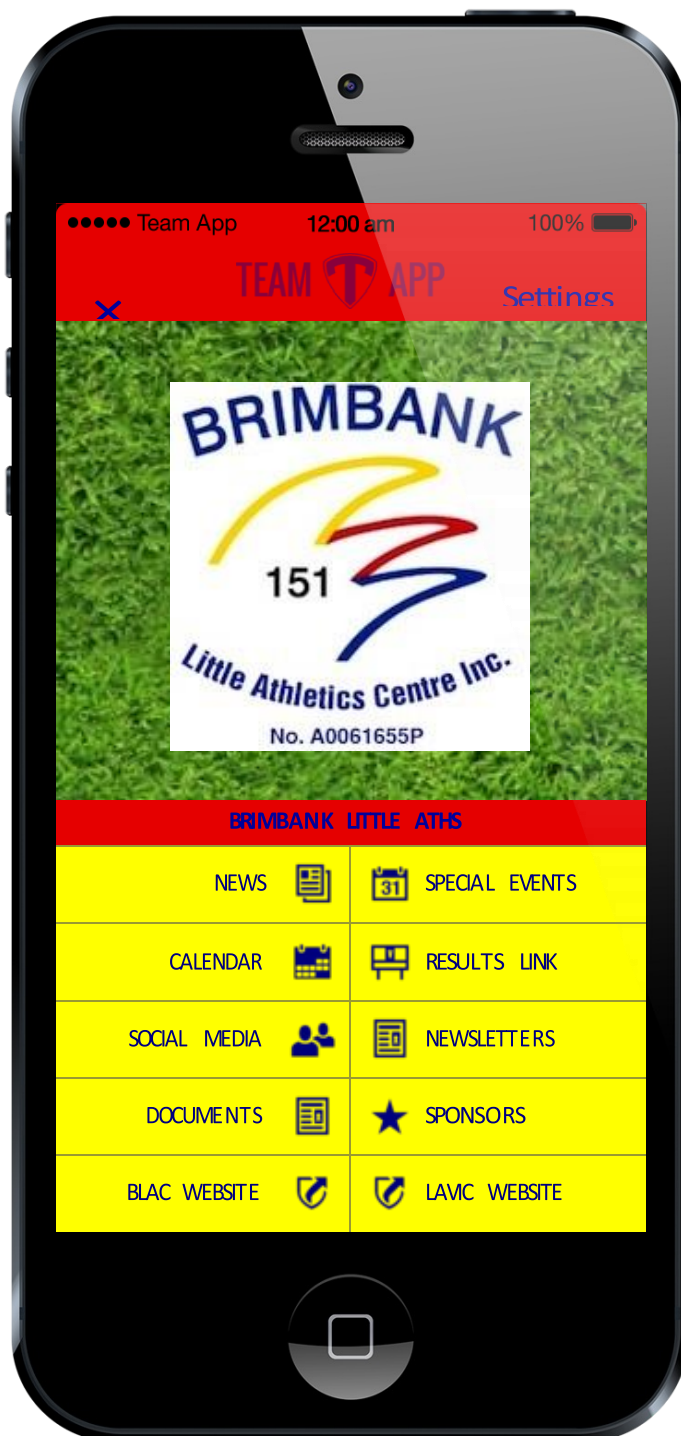 Team App 12:00 am 100%
TEAM T APP
× Settings
BRIMBANK
151
Little Athletics Centre Inc.
No. A0061655P
BRIMBANK LITTLE ATHS
NEWS 31 SPECIAL EVENTS
CALENDAR RESULTS LINK
SOCIAL MEDIA NEWSLETTERS
DOCUMENTS SPONSORS
BLAC WEBSITE LAVIC WEBSITE